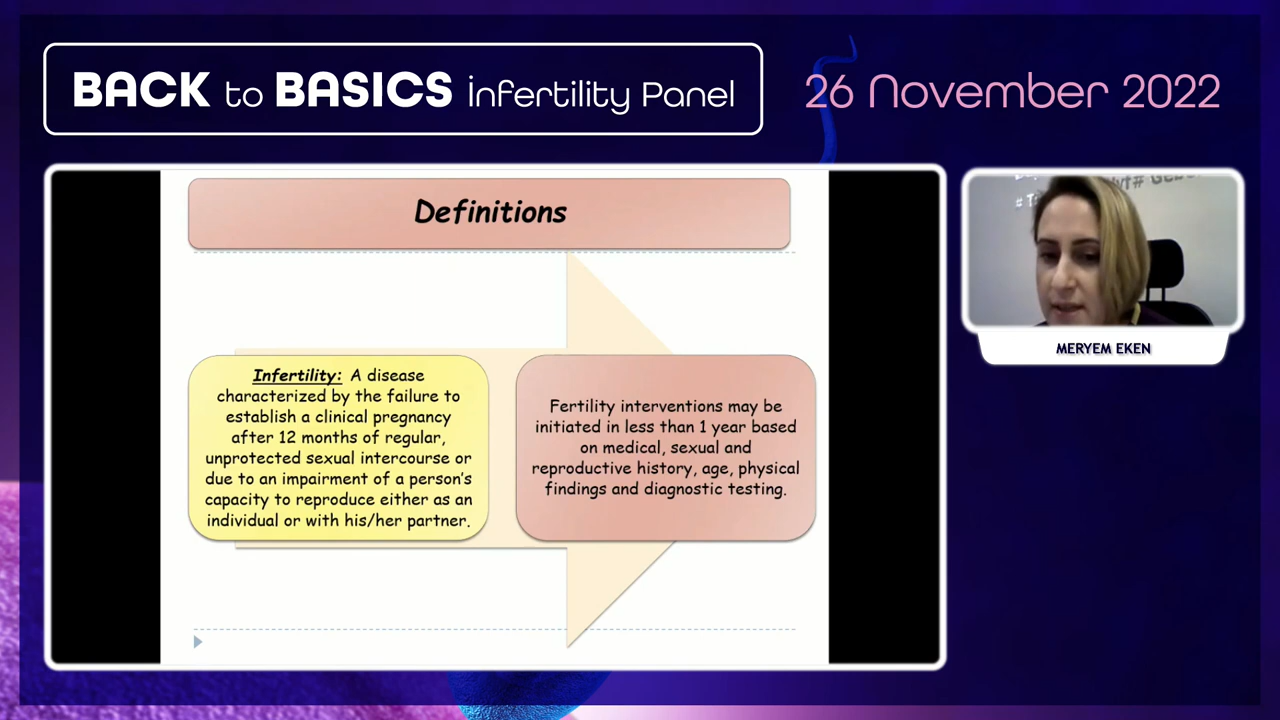 BACK to BASICS infertility Panel
26 November 2022
Definitions
Infertility: A disease
characterized by the failure to
establish a clinical pregnancy
after 12 months of regular,
unprotected sexual intercourse or
due to an impairment of a person's
capacity to reproduce either as an
individual or with his/her partner.
Fertility interventions may be
initiated in less than 1 year based
on medical, sexual and
reproductive history, age, physical
findings and diagnostic testing.
MERYEM EKEN